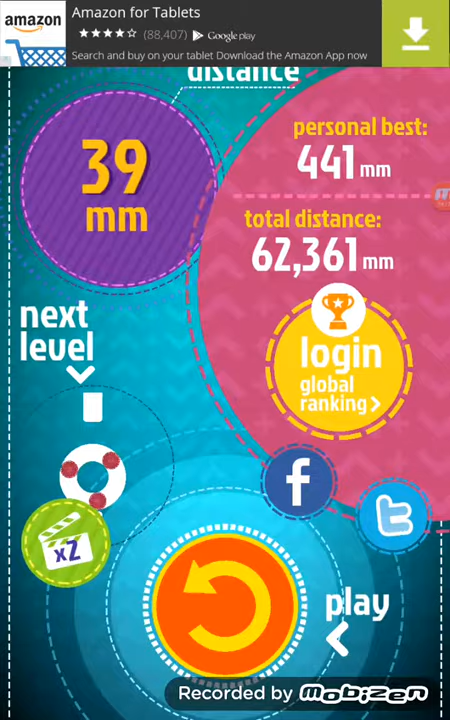 amazon
Amazon for Tablets
(88,407) Google play
Search and buy on your tablet Download the Amazon App now
distance
39
mm
personal best:
441 mm
total distance:
62,361 mm
next
level
login
global
ranking
x2
play
Recorded by mobizen